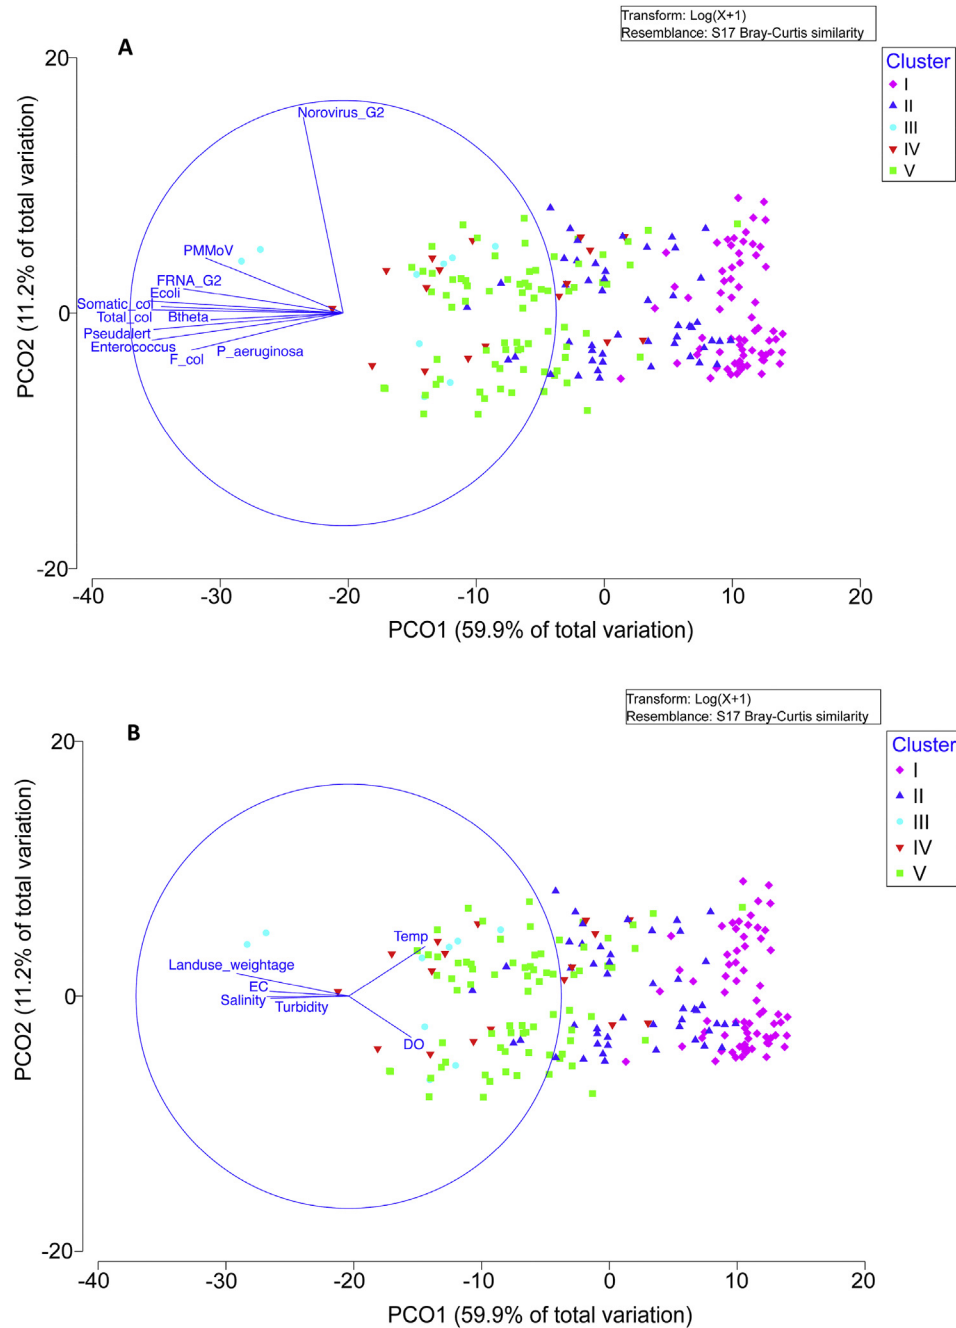 Transform: Log(X+1)
Resemblance: S17 Bray-Curtis similarity
A
Cluster
I
II
III
IV
V
20
0
-20
PCO2 (11.2% of total variation)
Norovirus_G2
PMMoV
FRNA_G2
Ecoli
Somatic_col
Total_col
Btheta
Pseudalert
Enterococcus
F_col
P_aeruginosa
-40
-30
-20
-10
0
10
20
PCO1 (59.9% of total variation)
Transform: Log(X+1)
Resemblance: S17 Bray-Curtis similarity
B
Cluster
I
II
III
IV
V
20
0
-20
PCO2 (11.2% of total variation)
Temp
Landuse_weightage
EC
Salinity
Turbidity
DO
-40
-30
-20
-10
0
10
20
PCO1 (59.9% of total variation)